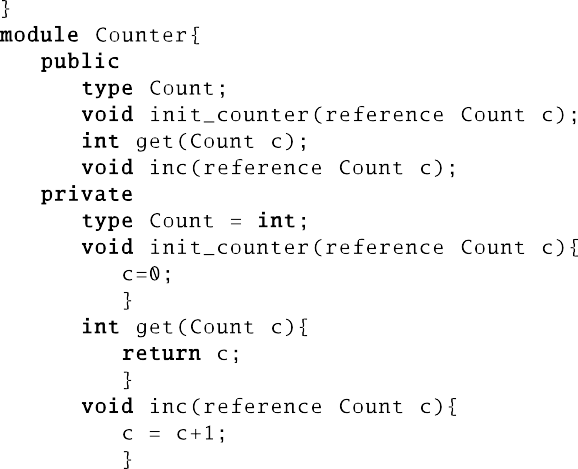 }
module Counter{
public
type Count;
void init_counter(reference Count c);
int get(Count c);
void inc(reference Count c);
private
type Count = int;
void init_counter(reference Count c){
c=0;
}
int get(Count c){
return c;
}
void inc(reference Count c){
c = c+1;
}